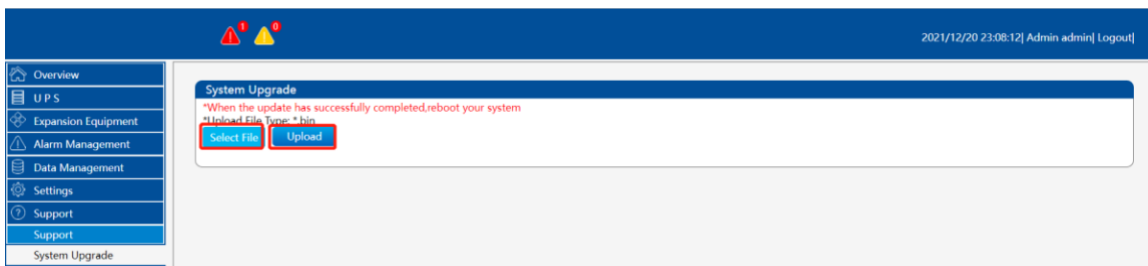 1 0
2021/12/20 23:08:12| Admin admin| Logout|
Overview
UPS
Expansion Equipment
Alarm Management
Data Management
Settings
Support
Support
System Upgrade
System Upgrade
*When the update has successfully completed,reboot your system
*Upload File Type: *.bin
Select File Upload